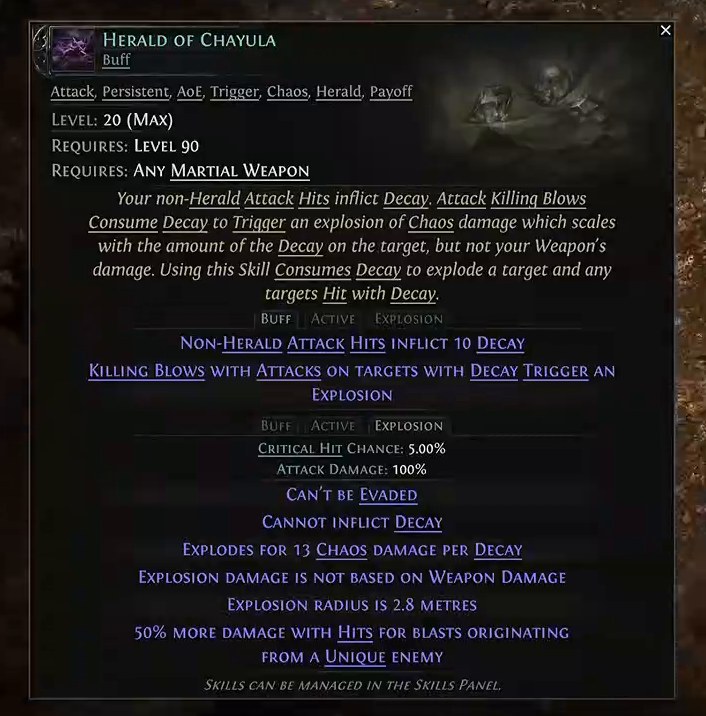 Herald of Chayula
Buff
Attack, Persistent, AoE, Trigger, Chaos, Herald, Payoff
Level: 20 (Max)
Requires: Level 90
Requires: Any Martial Weapon
Your non-Herald Attack Hits inflict Decay. Attack Killing Blows
Consume Decay to Trigger an explosion of Chaos damage which scales
with the amount of the Decay on the target, but not your Weapon's
damage. Using this Skill Consumes Decay to explode a target and any
targets Hit with Decay.
Buff Active Explosion
Non-Herald Attack Hits inflict 10 Decay
Killing Blows with Attacks on targets with Decay Trigger an
Explosion
Buff Active Explosion
Critical Hit Chance: 5.00%
Attack Damage: 100%
Can't be Evaded
Cannot inflict Decay
Explodes for 13 Chaos damage per Decay
Explosion damage is not based on Weapon Damage
Explosion radius is 2.8 metres
50% more damage with Hits for blasts originating
from a Unique enemy
Skills can be managed in the Skills Panel.